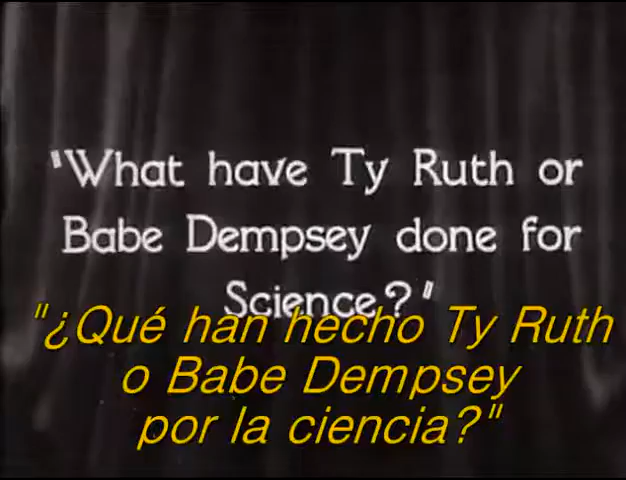 "What have Ty Ruth or
Babe Dempsey done for
Science?"
"¿Qué han hecho Ty Ruth
o Babe Dempsey
por la ciencia?"